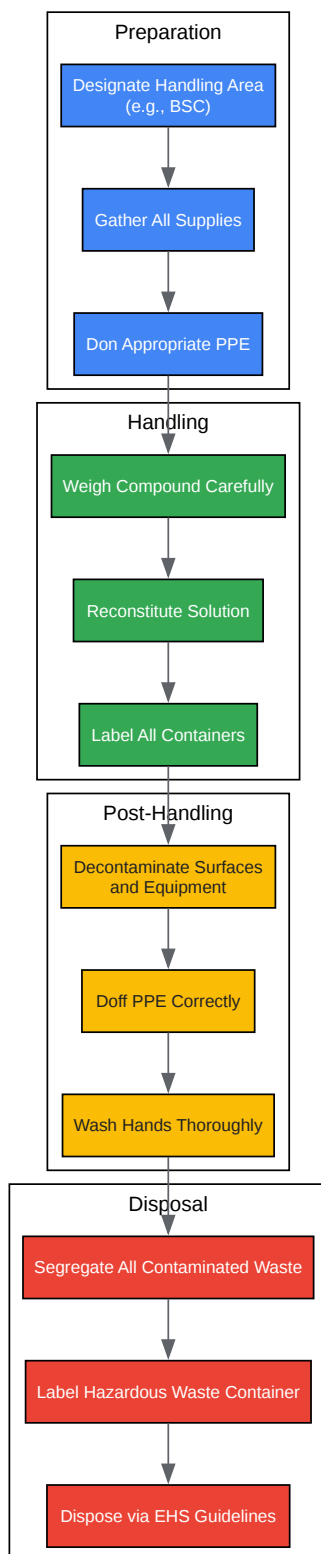 Preparation
Designate Handling Area
(e.g., BSC)
Gather All Supplies
Don Appropriate PPE
Handling
Weigh Compound Carefully
Reconstitute Solution
Label All Containers
Post-Handling
Decontaminate Surfaces
and Equipment
Doff PPE Correctly
Wash Hands Thoroughly
Disposal
Segregate All Contaminated Waste
Label Hazardous Waste Container
Dispose via EHS Guidelines